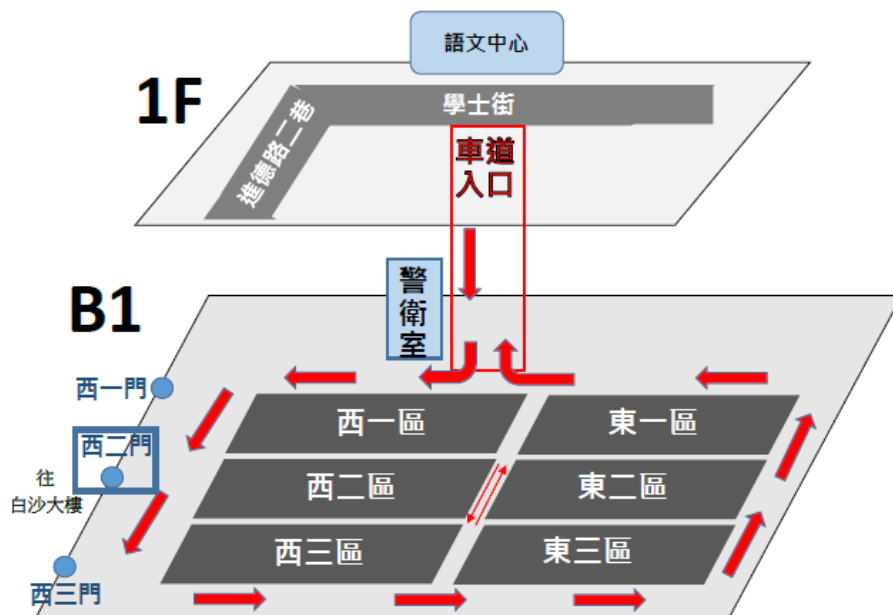 語文中心
1F
學士街
進德路二巷
車道
入口
警
衛
室
B1
西一門
西二門
往
白沙大樓
西三門
西一區
東一區
西二區
東二區
西三區
東三區